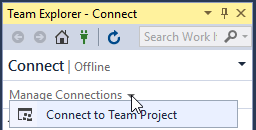 Team Explorer - Connect
Search Work I
Connect | Offline
Manage Connections
Connect to Team Project